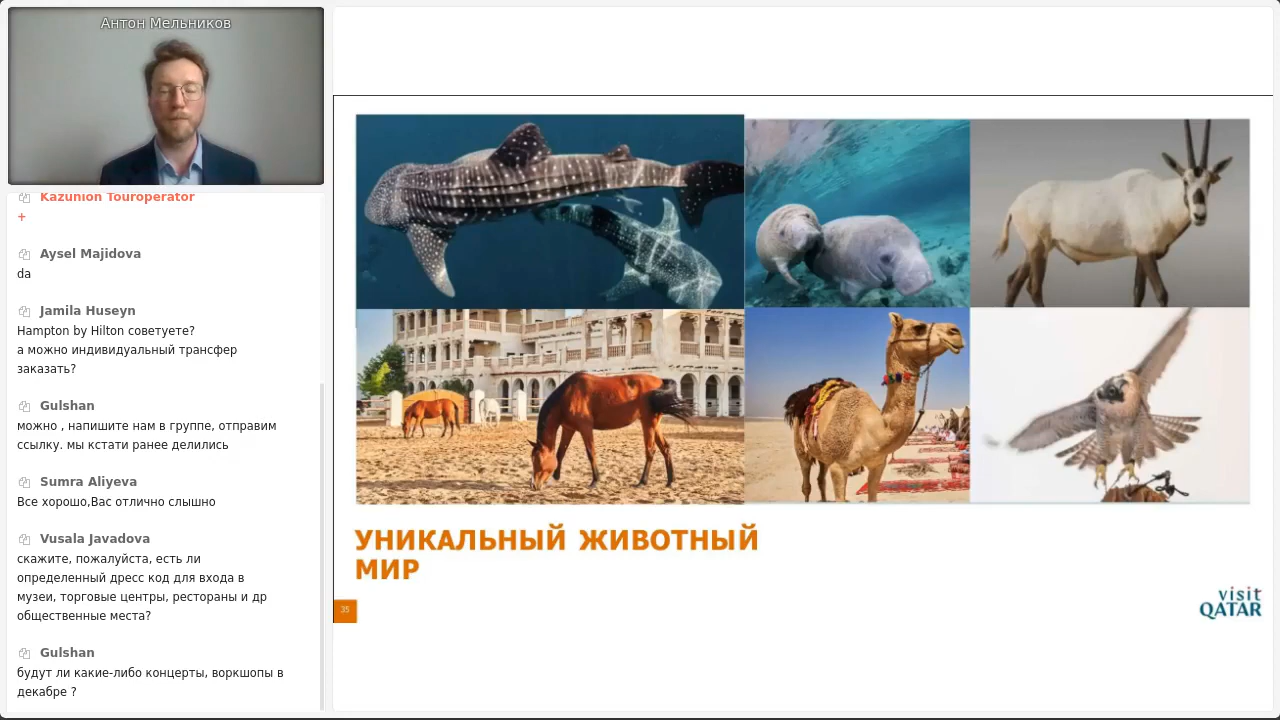 Антон Мельников
Kazunion Touroperator
+
Aysel Majidova
da
Jamila Huseyn
Hampton by Hilton советуете?
а можно индивидуальный трансфер
заказать?
Gulshan
можно , напишите нам в группе, отправим
ссылку. мы кстати ранее делились
Sumra Aliyeva
Все хорошо,Вас отлично слышно
Vusala Javadova
скажите, пожалуйста, есть ли
определенный дресс код для входа в
музеи, торговые центры, рестораны и др
общественные места?
Gulshan
будут ли какие-либо концерты, воркшопы в
декабре ?
УНИКАЛЬНЫЙ ЖИВОТНЫЙ
МИР
35
visit
QATAR